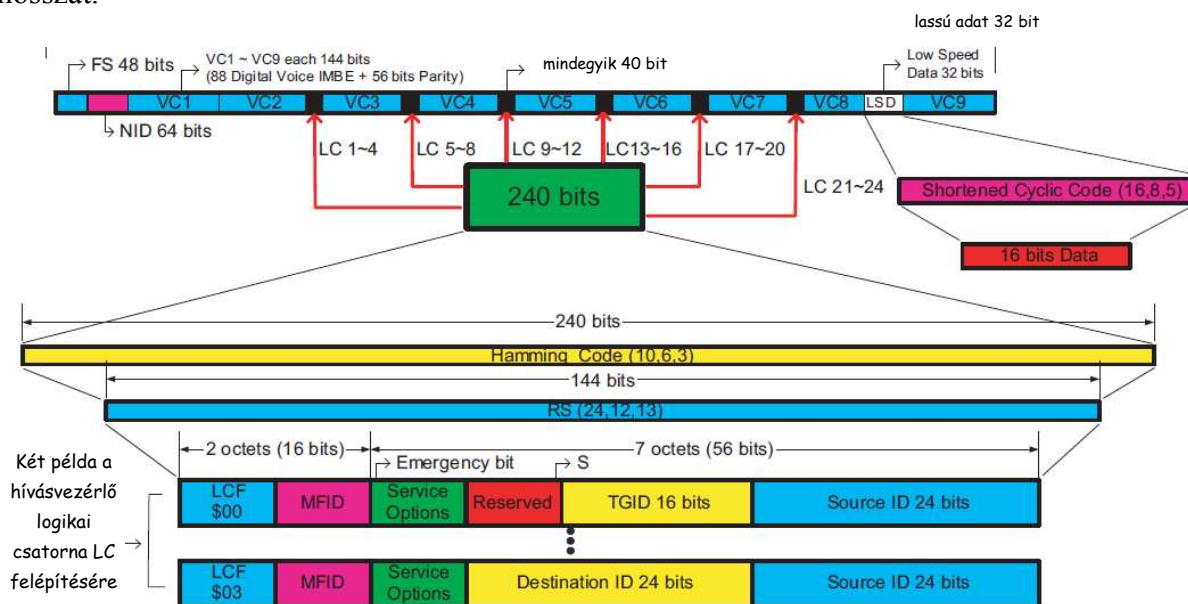 lassú adat 32 bit
FS 48 bits
VC1 ~ VC9 each 144 bits
(88 Digital Voice IMBE + 56 bits Parity)
mindegyik 40 bit
Low Speed
Data 32 bits
VC1 VC2 VC3 VC4 VC5 VC6 VC7 VC8 LSD VC9
NID 64 bits
LC 1~4 LC 5~8 LC 9~12 LC13~16 LC 17~20
LC 21~24
240 bits
Shortened Cyclic Code (16,8,5)
16 bits Data
240 bits
Hamming Code (10,6,3)
144 bits
RS (24,12,13)
2 octets (16 bits) 7 octets (56 bits)
Emergency bit S
Két példa a
hívásvezérlő
logikai
csatorna LC
felépítésére
LCF
$00
MFID
Service
Options
Reserved
TGID 16 bits
Source ID 24 bits
LCF
$03
MFID
Service
Options
Destination ID 24 bits
Source ID 24 bits